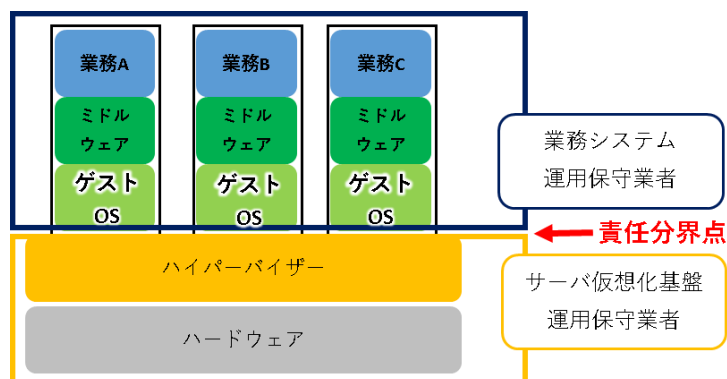 業務A
ミドル
ウェア
ゲスト
OS
業務B
ミドル
ウェア
ゲスト
OS
業務C
ミドル
ウェア
ゲスト
OS
業務システム
運用保守業者
責任分界点
ハイパーバイザー
ハードウェア
サーバ仮想化基盤
運用保守業者